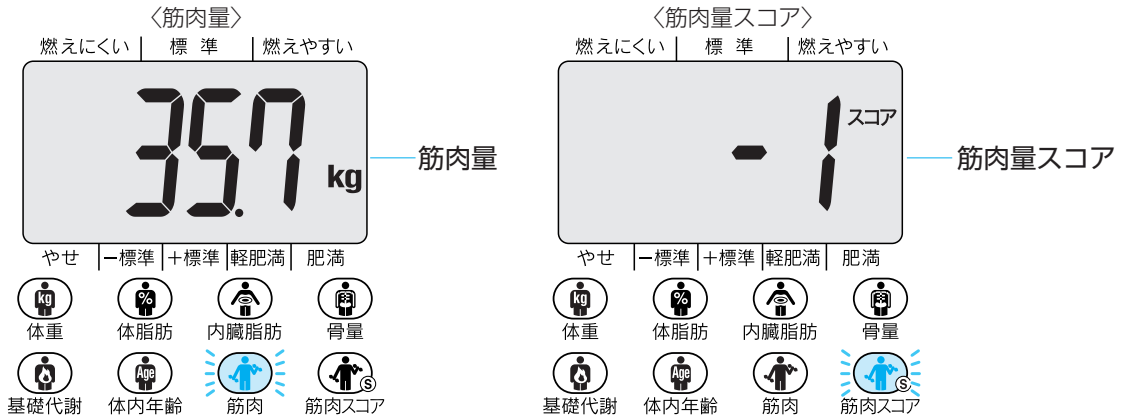 〈筋肉量〉
燃えにくい 標準 燃えやすい
35.7 kg
筋肉量
やせ −標準 +標準 軽肥満 肥満
kg % 
体重 体脂肪 内臓脂肪 骨量
Age S
基礎代謝 体内年齢 筋肉 筋肉スコア
〈筋肉量スコア〉
燃えにくい 標準 燃えやすい
-1 スコア
筋肉量スコア
やせ −標準 +標準 軽肥満 肥満
kg %
体重 体脂肪 内臓脂肪 骨量
Age S
基礎代謝 体内年齢 筋肉 筋肉スコア